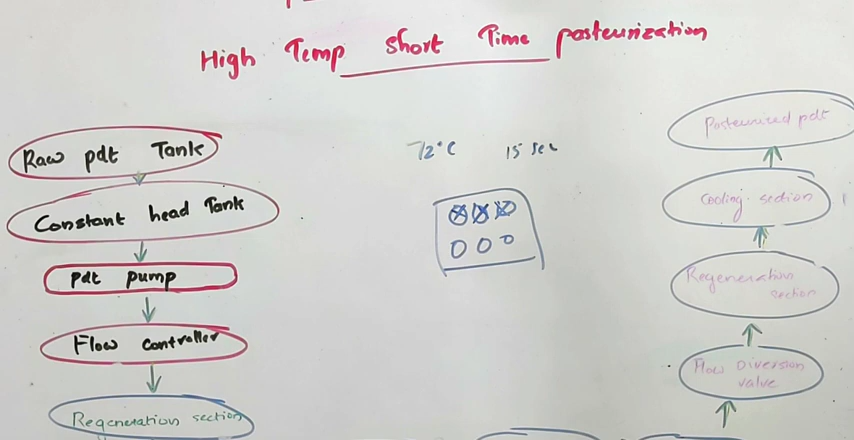 High Temp short Time pasteurization
72°C 15 sec
Raw pdt Tank
Constant head Tank
Pdt pump
Flow controller
Regeneration section
Pasteurized pdt
Cooling section
Regeneration
section
Flow Diversion
valve